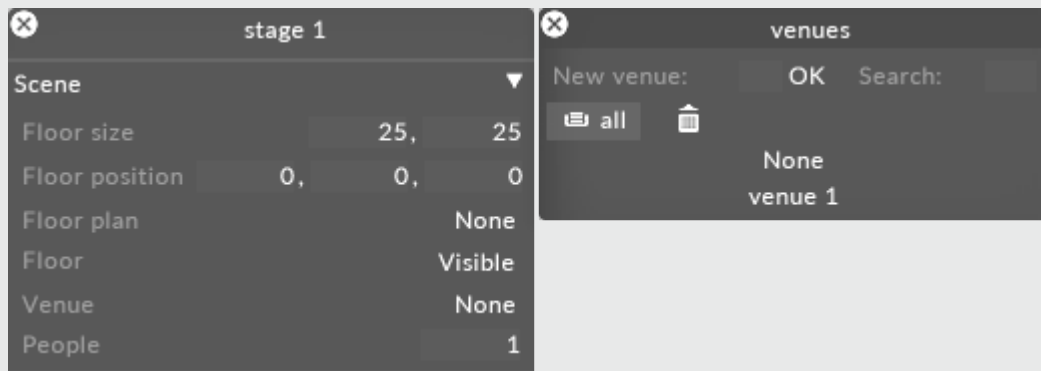 stage 1
Scene
Floor size 25, 25
Floor position 0, 0, 0
Floor plan None
Floor Visible
Venue None
People 1
venues
New venue: OK Search:
all
None
venue 1